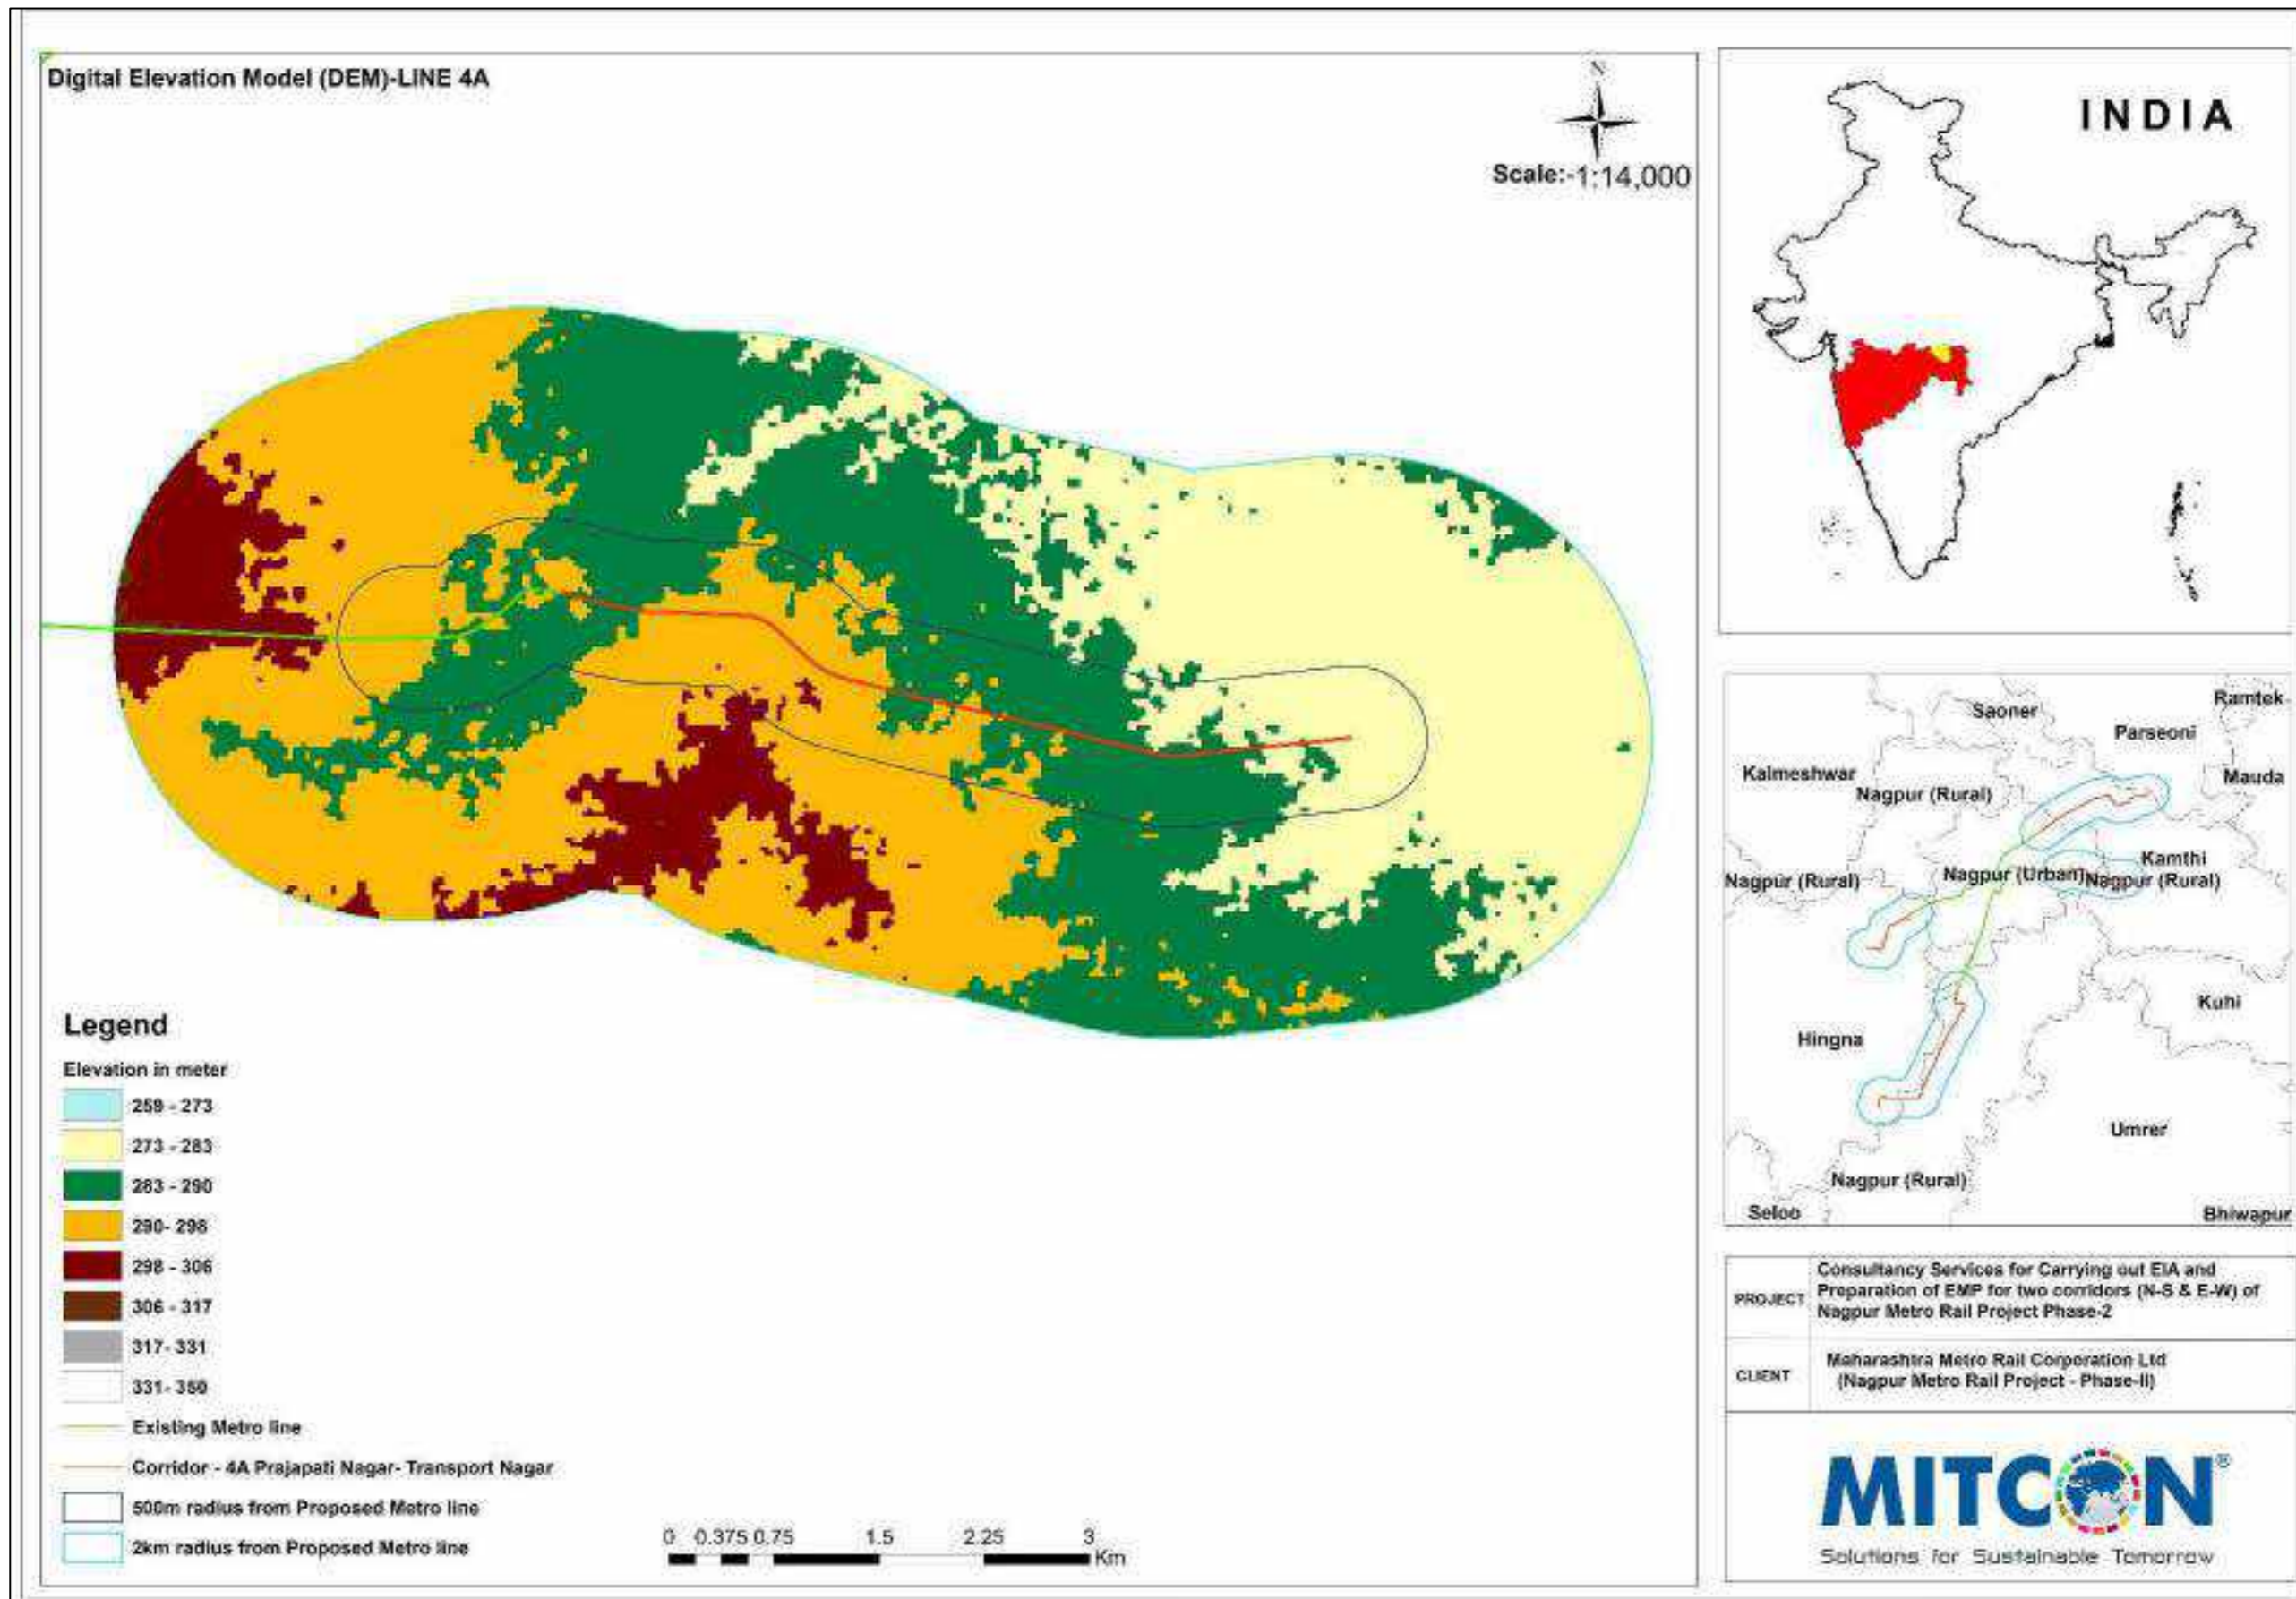 Digital Elevation Model (DEM)-LINE 4A
N
Scale:-1:14,000
INDIA
Legend
Elevation in meter
259 - 273
273 - 283
283 - 290
290- 298
298 - 306
306 - 317
317- 331
331- 350
Existing Metro line
Corridor - 4A Prajapati Nagar- Transport Nagar
500m radius from Proposed Metro line
2km radius from Proposed Metro line
0 0.375 0.75 1.5 2.25 3
Km
Ramtek
Saoner
Parseoni
Kalmeshwar
Mauda
Nagpur (Rural)
Kamthi
Nagpur (Rural)
Nagpur (Urban)
Nagpur (Rural)
Kuhi
Hingna
Umrer
Nagpur (Rural)
Seloo
Bhiwapur
PROJECT
Consultancy Services for Carrying out EIA and
Preparation of EMP for two corridors (N-S & E-W) of
Nagpur Metro Rail Project Phase-2
CLIENT
Maharashtra Metro Rail Corporation Ltd
(Nagpur Metro Rail Project - Phase-II)
MITCON®
Solutions for Sustainable Tomorrow